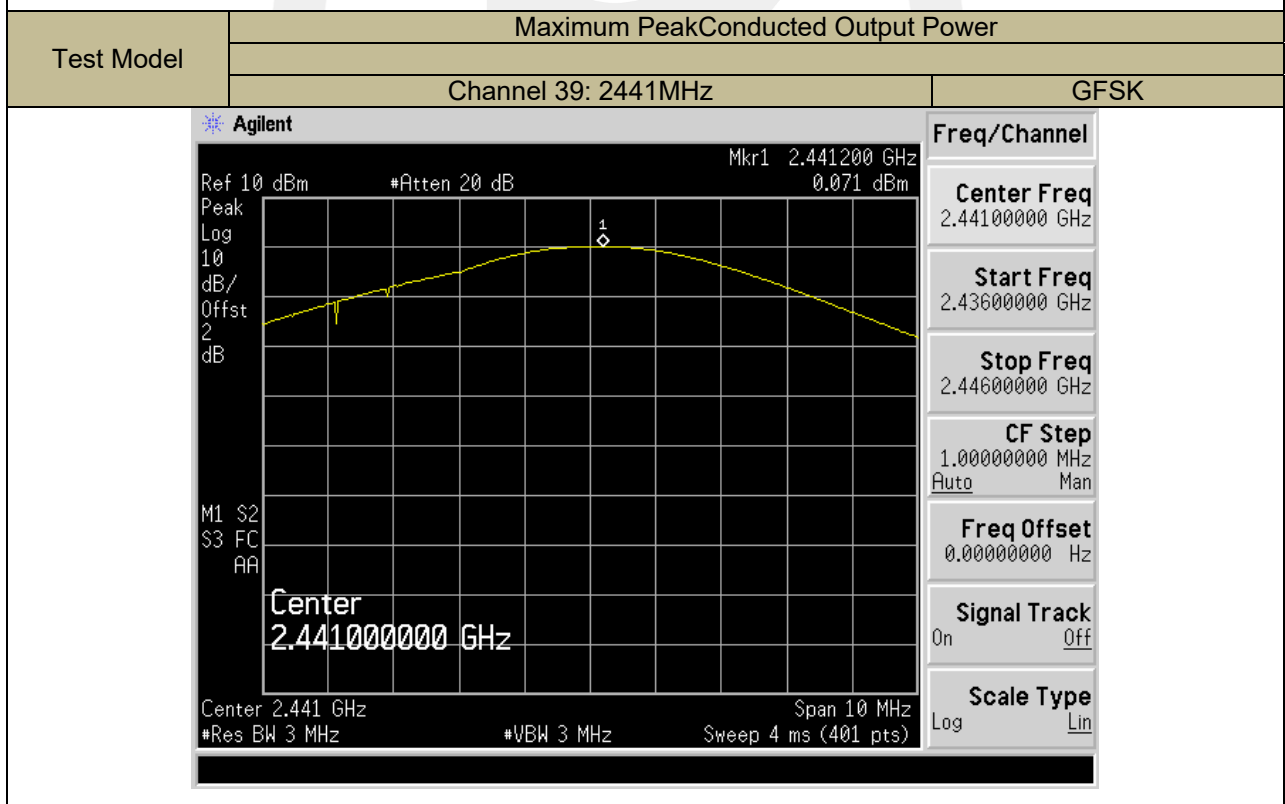 Test Model
Maximum PeakConducted Output Power
Channel 39: 2441MHz
GFSK
Agilent
Freq/Channel
Mkr1 2.441200 GHz
Ref 10 dBm #Atten 20 dB 0.071 dBm
Peak
Log
10
dB/
Offst
2
dB
1
M1 S2
S3 FC
AA
Center
2.441000000 GHz
Center 2.441 GHz Span 10 MHz
#Res BW 3 MHz #VBW 3 MHz Sweep 4 ms (401 pts)
Center Freq
2.44100000 GHz
Start Freq
2.43600000 GHz
Stop Freq
2.44600000 GHz
CF Step
1.00000000 MHz
Auto Man
Freq Offset
0.00000000 Hz
Signal Track
On Off
Scale Type
Log Lin